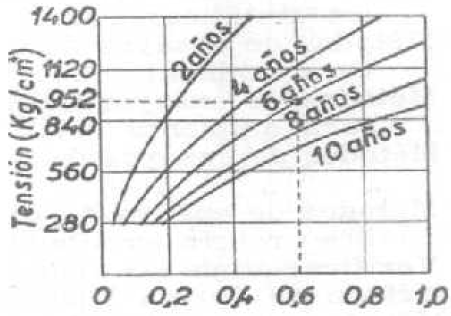 1400
1120
952
840
560
280
Tensión (Kg/cm²)
2 años
4 años
6 años
8 años
10 años
0 0,2 0,4 0,6 0,8 1,0